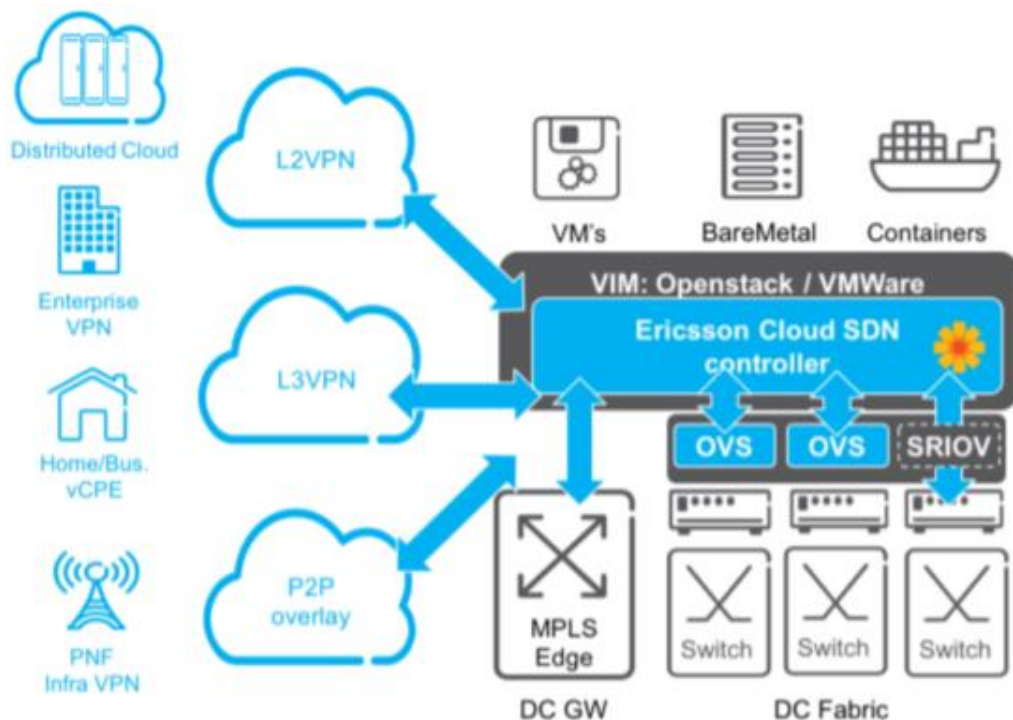 Distributed Cloud
Enterprise
VPN
Home/Bus.
vCPE
PNF
Infra VPN
L2VPN
L3VPN
P2P
overlay
VM's
BareMetal
Containers
VIM: Openstack / VMWare
Ericsson Cloud SDN
controller
OVS
OVS
SRIOV
MPLS
Edge
Switch
Switch
Switch
DC GW
DC Fabric